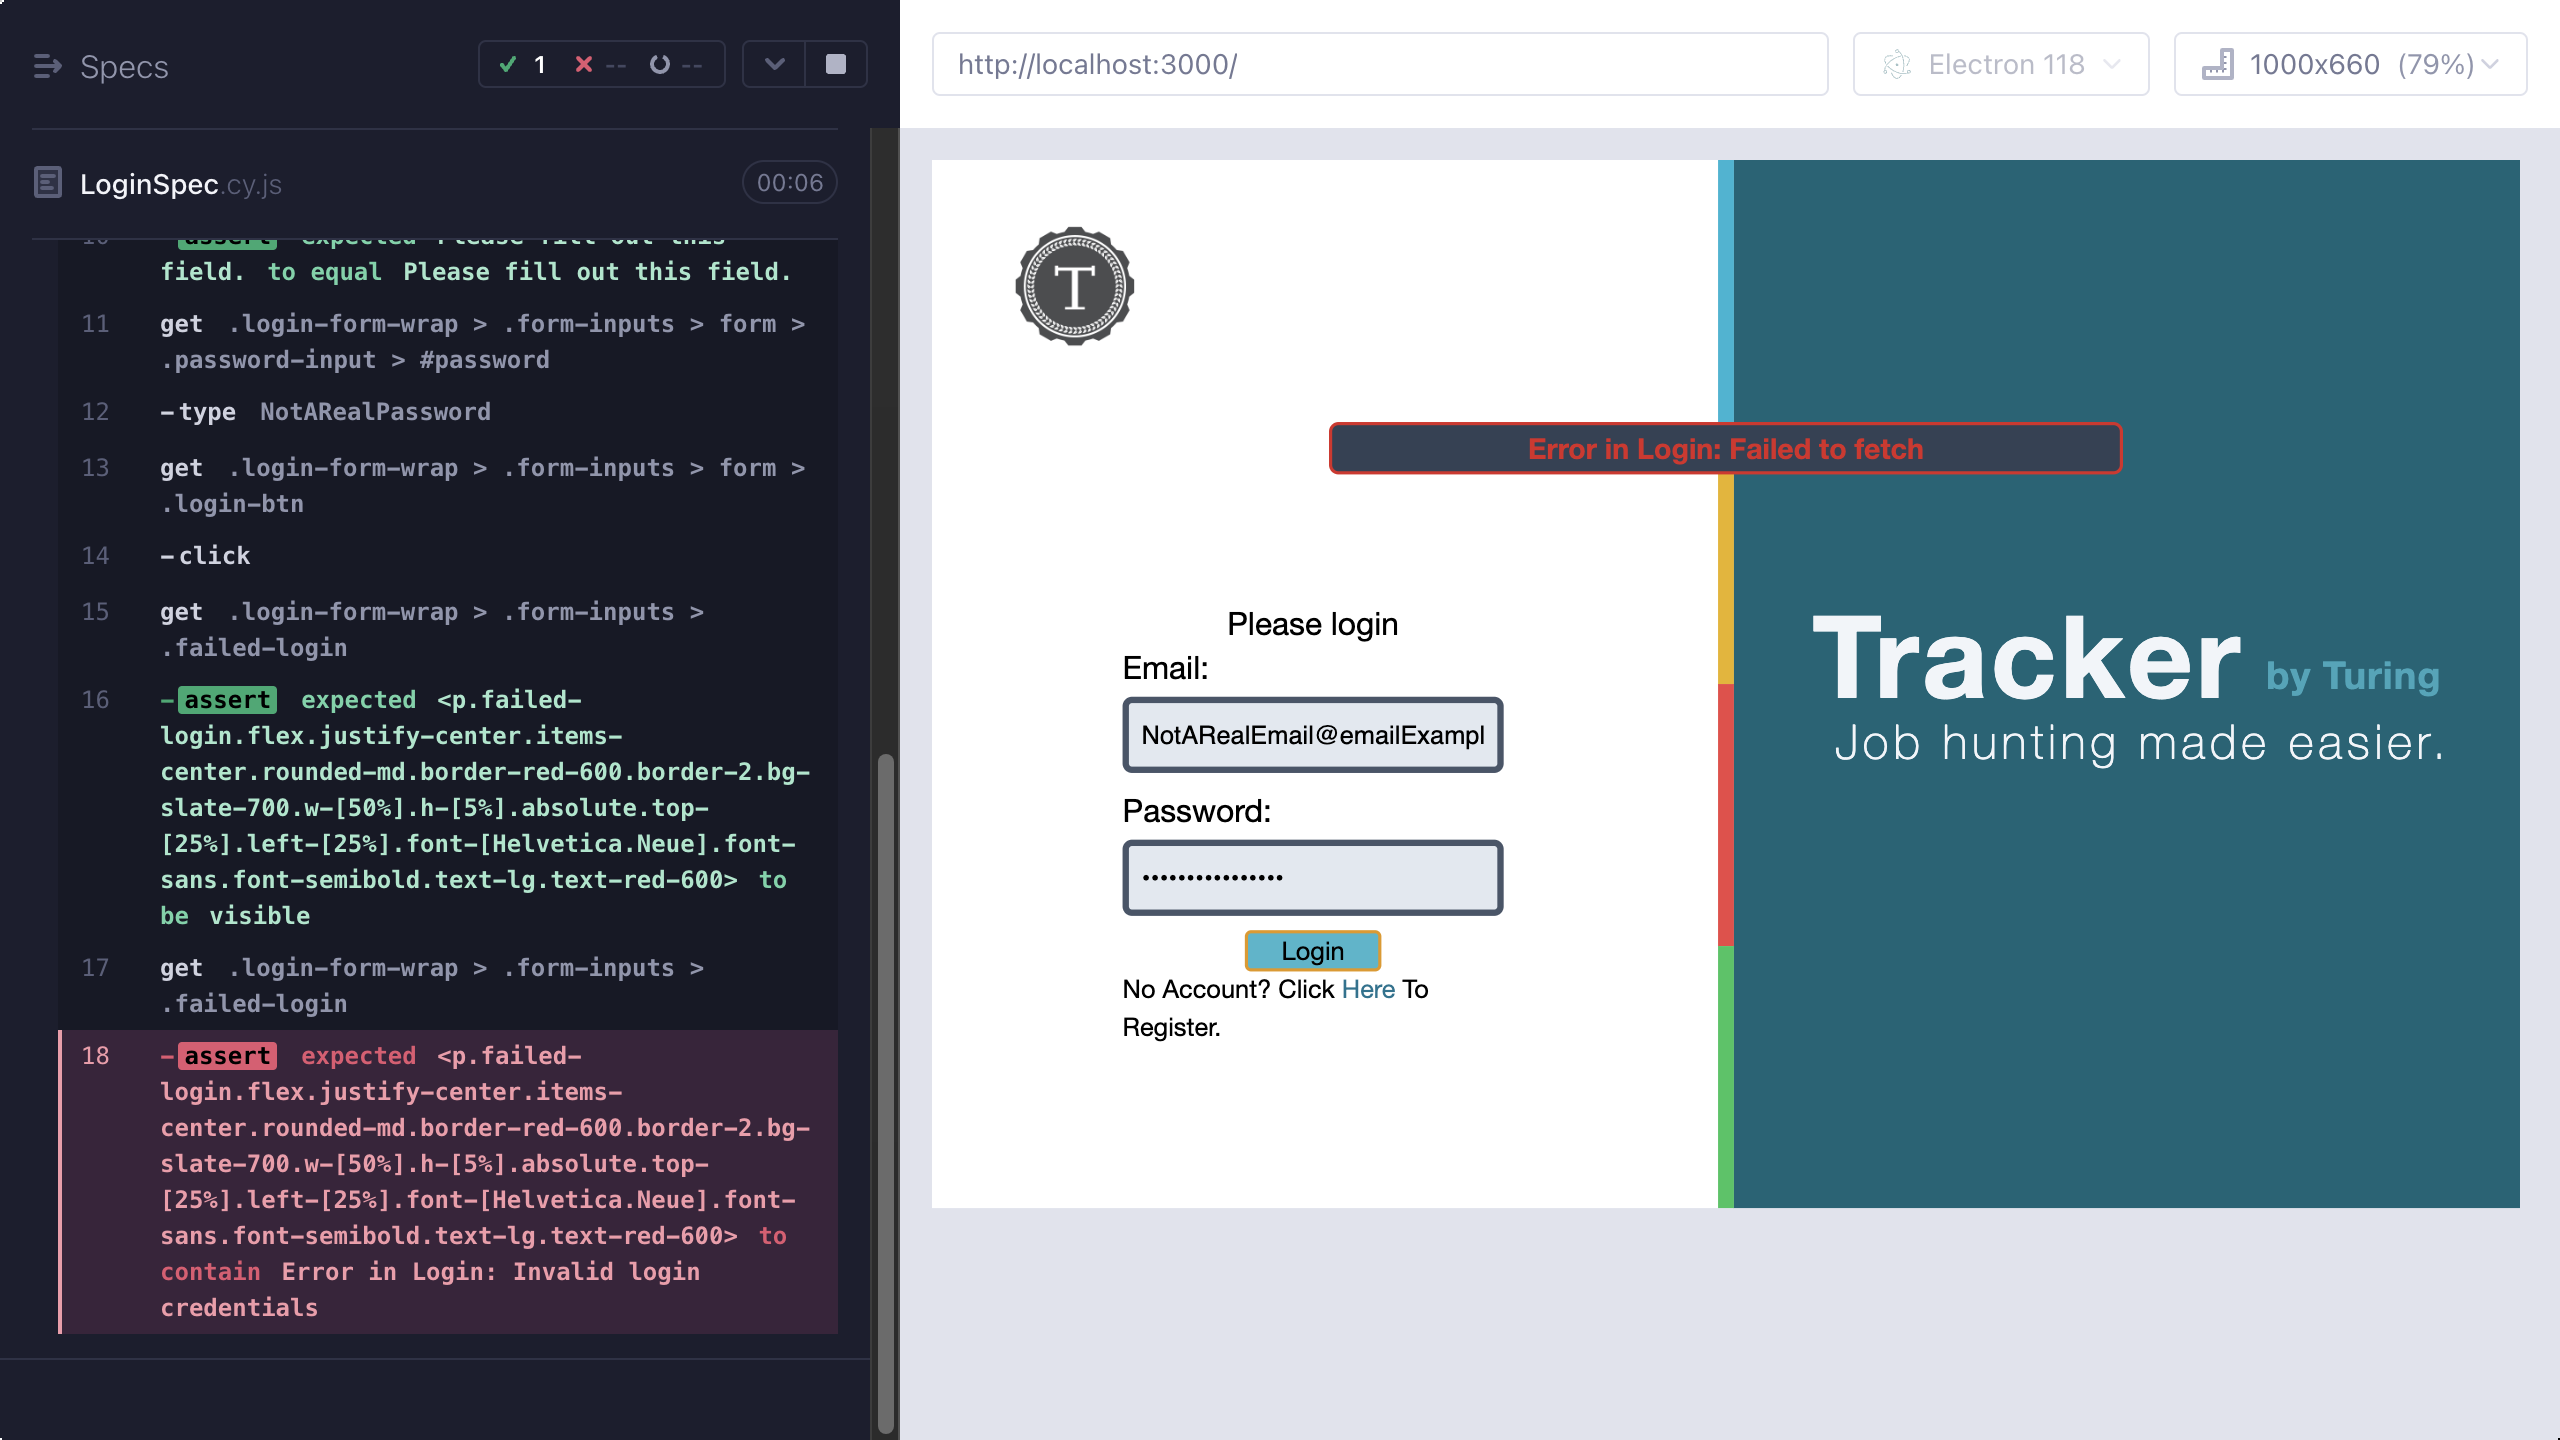 Specs
1
--
--
LoginSpec.cy.js
00:06
10 -assert expected Please fill out this
field. to equal Please fill out this field.
11 get .login-form-wrap > .form-inputs > form >
.password-input > #password
12 -type NotARealPassword
13 get .login-form-wrap > .form-inputs > form >
.login-btn
14 -click
15 get .login-form-wrap > .form-inputs >
.failed-login
16 -assert expected <p.failed-
login.flex.justify-center.items-
center.rounded-md.border-red-600.border-2.bg-
slate-700.w-[50%].h-[5%].absolute.top-
[25%].left-[25%].font-[Helvetica.Neue].font-
sans.font-semibold.text-lg.text-red-600> to
be visible
17 get .login-form-wrap > .form-inputs >
.failed-login
18 -assert expected <p.failed-
login.flex.justify-center.items-
center.rounded-md.border-red-600.border-2.bg-
slate-700.w-[50%].h-[5%].absolute.top-
[25%].left-[25%].font-[Helvetica.Neue].font-
sans.font-semibold.text-lg.text-red-600> to
contain Error in Login: Invalid login
credentials
http://localhost:3000/
Electron 118
1000x660 (79%)
T
Error in Login: Failed to fetch
Please login
Email:
NotARealEmail@emailExampl
Password:
••••••••••••••••
Login
No Account? Click Here To
Register.
Tracker by Turing
Job hunting made easier.